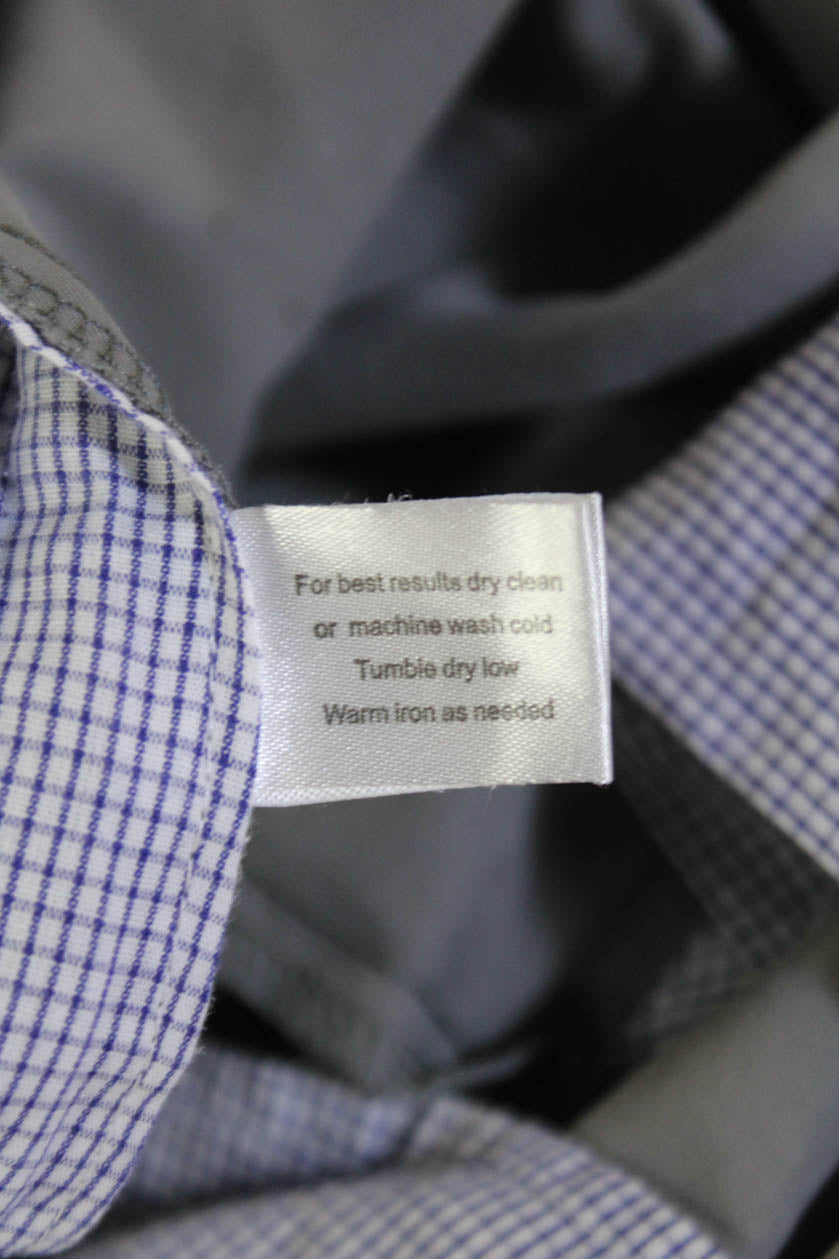 For best results dry clean
or machine wash cold
Tumble dry low
Warm iron as needed